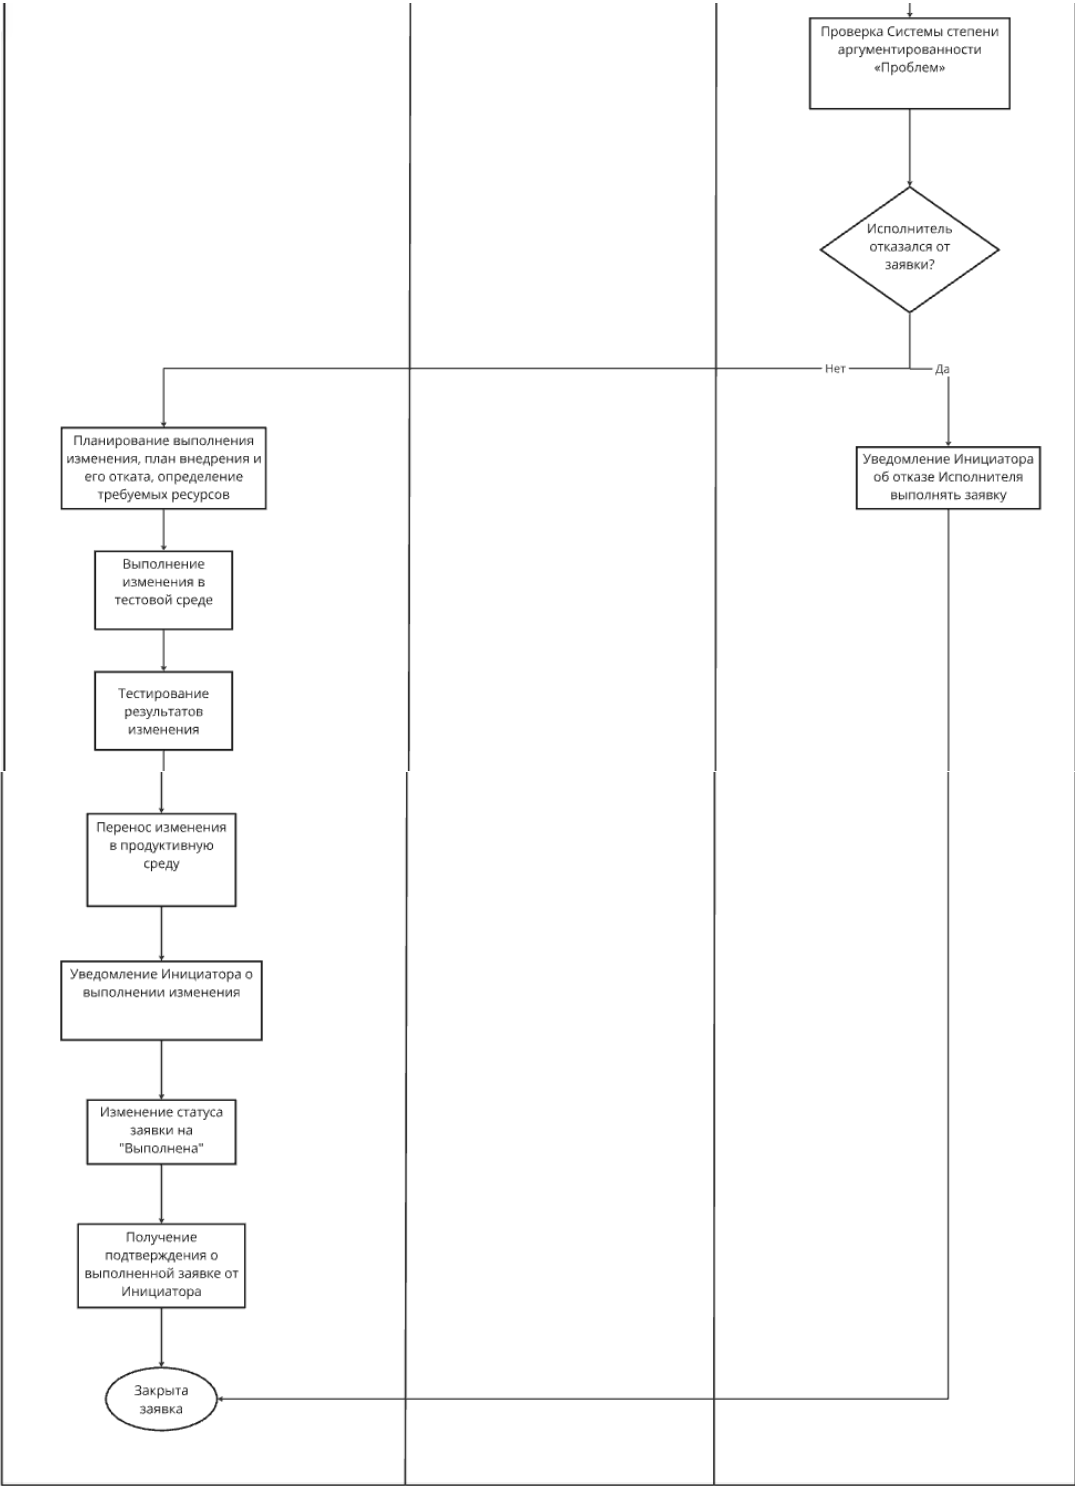 Проверка Системы степени
аргументированности
«Проблем»
Исполнитель
отказался от
заявки?
Нет
Да
Планирование выполнения
изменения, план внедрения и
его отката, определение
требуемых ресурсов
Уведомление Инициатора
об отказе Исполнителя
выполнять заявку
Выполнение
изменения в
тестовой среде
Тестирование
результатов
изменения
Перенос изменения
в продуктивную
среду
Уведомление Инициатора о
выполнении изменения
Изменение статуса
заявки на
"Выполнена"
Получение
подтверждения о
выполненной заявке от
Инициатора
Закрыта
заявка